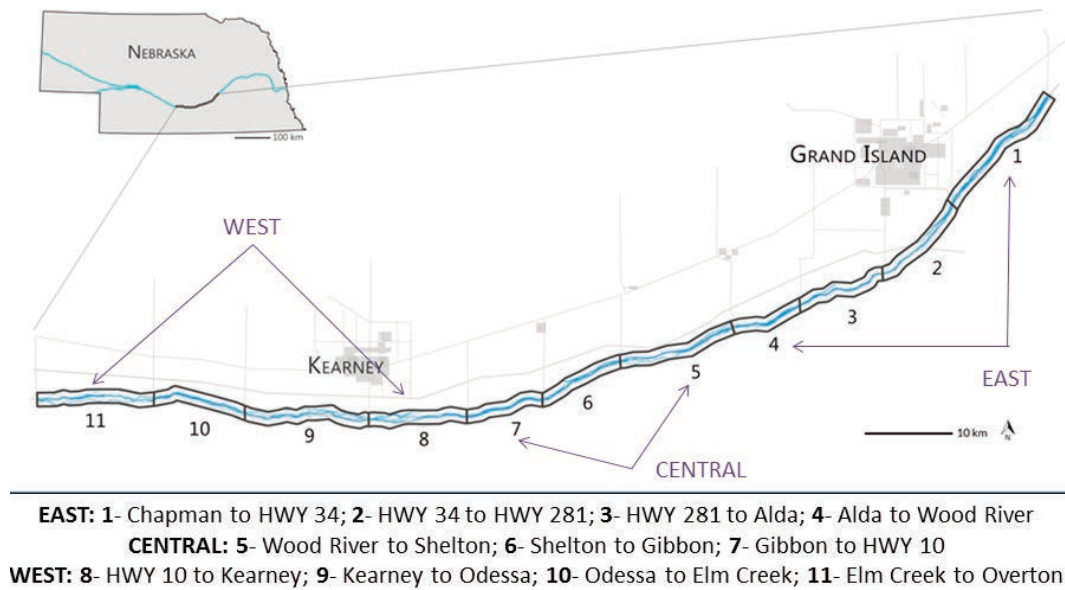 NEBRASKA
100 km
GRAND ISLAND
1
WEST
2
3
4
KEARNEY
5
EAST
6
11
10
9
8
7
10 km
N
CENTRAL
EAST: 1- Chapman to HWY 34; 2- HWY 34 to HWY 281; 3- HWY 281 to Alda; 4- Alda to Wood River
CENTRAL: 5- Wood River to Shelton; 6- Shelton to Gibbon; 7- Gibbon to HWY 10
WEST: 8- HWY 10 to Kearney; 9- Kearney to Odessa; 10- Odessa to Elm Creek; 11- Elm Creek to Overton